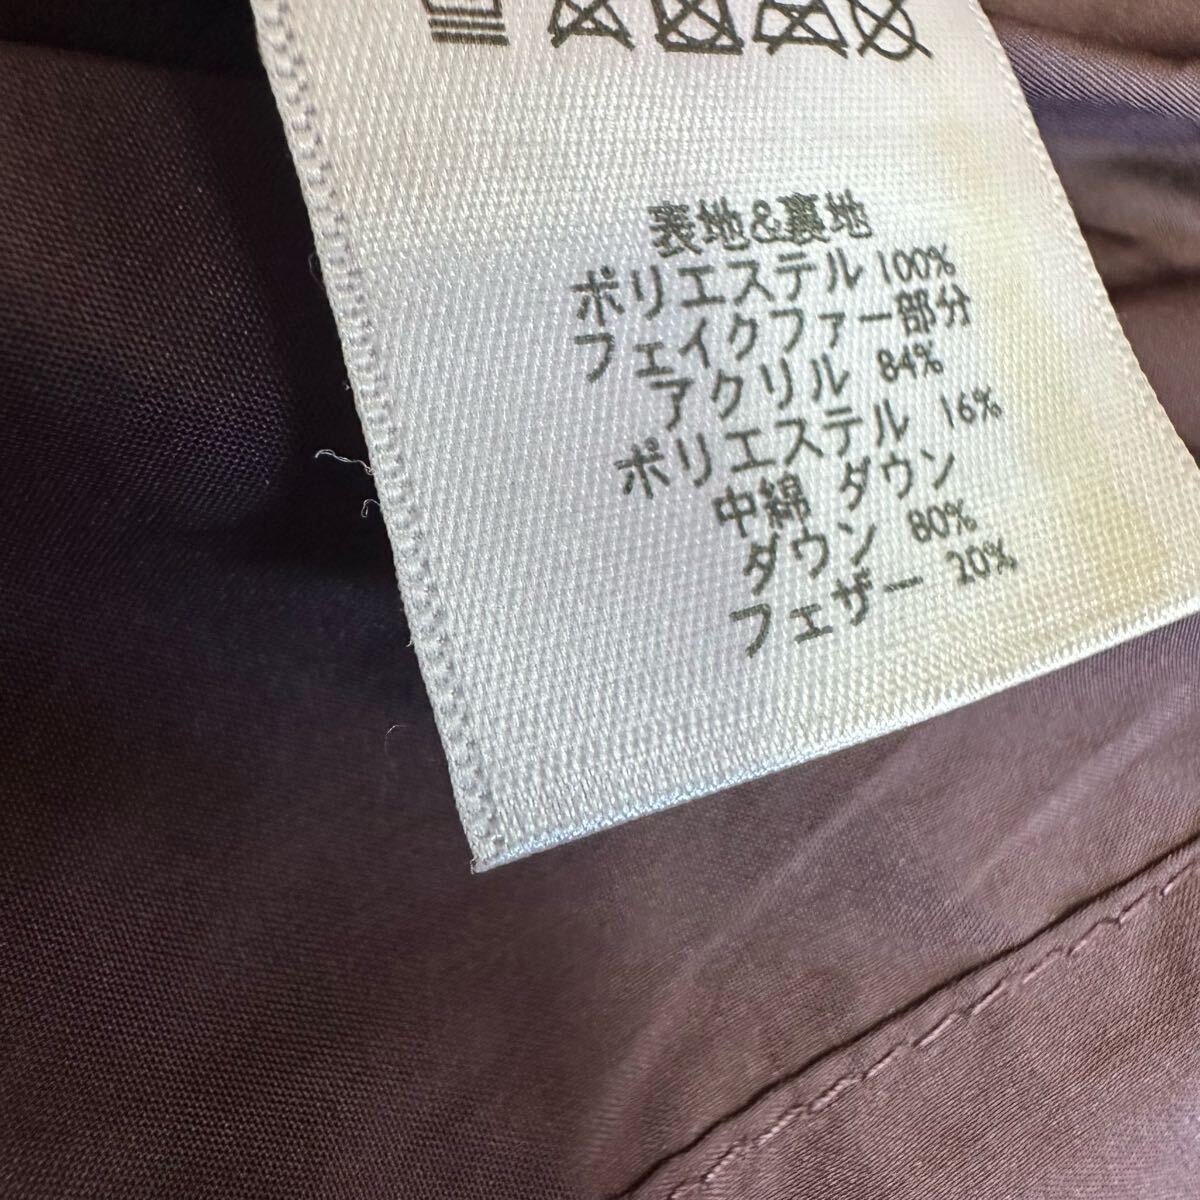 表地&裏地
ポリエステル 100%
フェイクファー部分
アクリル 84%
ポリエステル 16%
中綿 ダウン
ダウン 80%
フェザー 20%